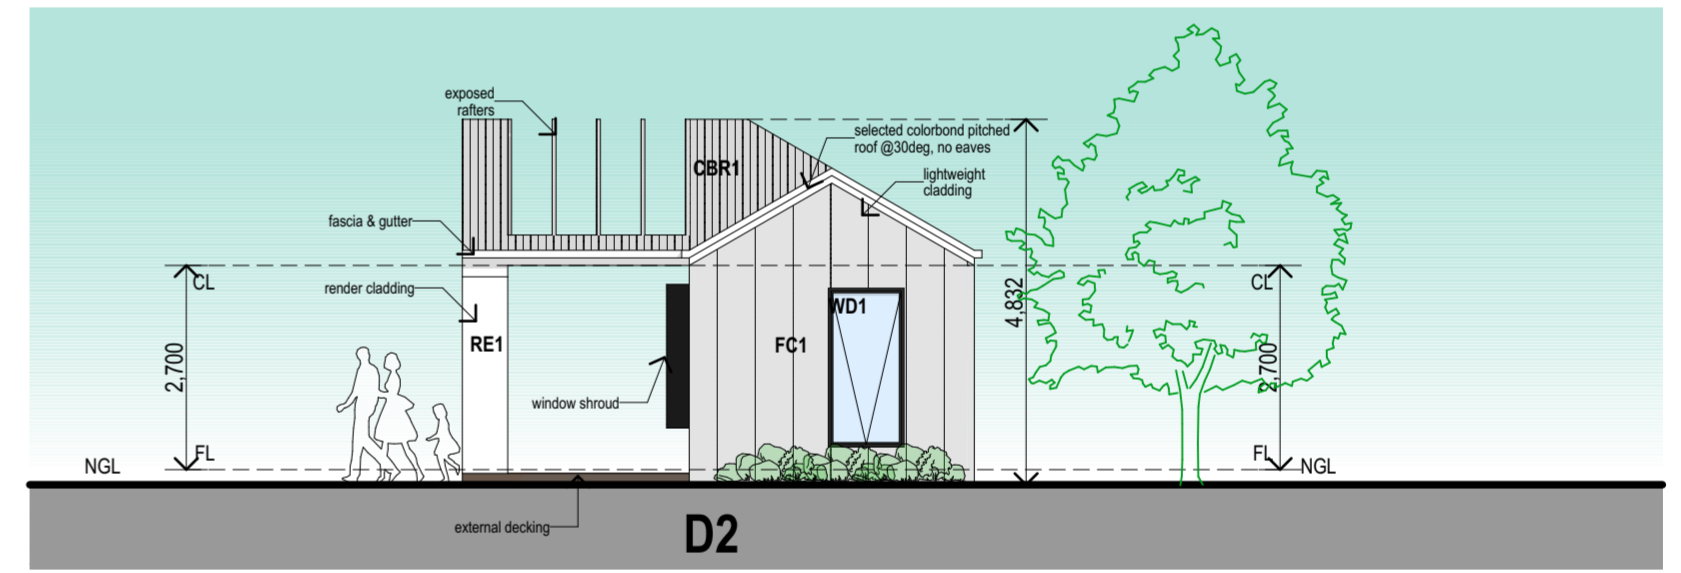 exposed
rafters
selected colorbond pitched
roof @30deg, no eaves
CBR1
lightweight
cladding
fascia & gutter
CL
CL
render cladding
4,832
WD1
RE1
FC1
2,700
2,700
window shroud
FL
FL
NGL
NGL
external decking
D2